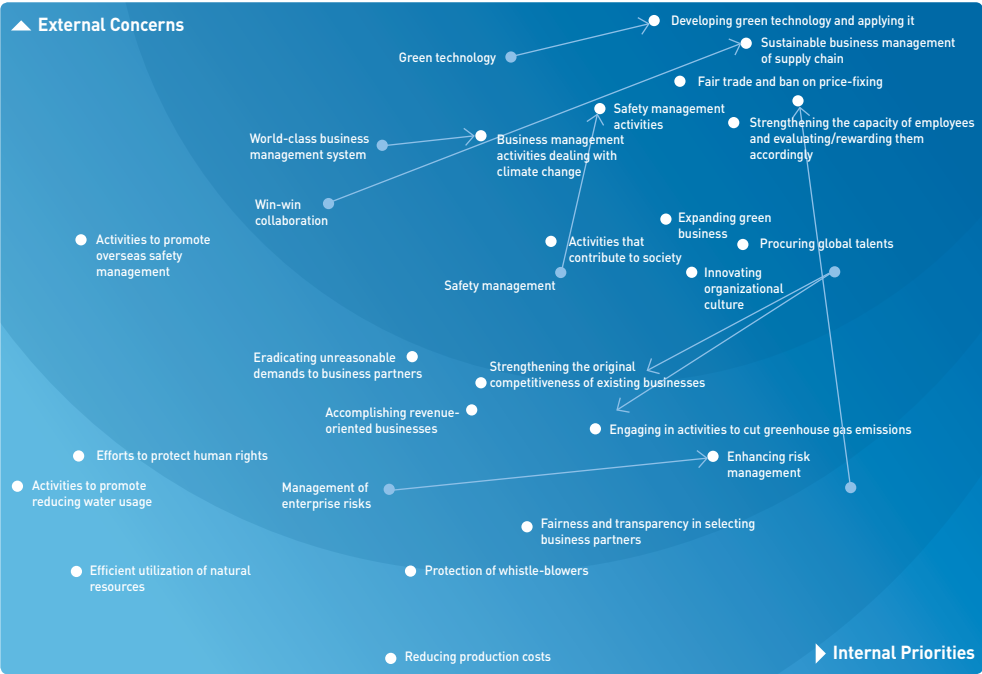 External Concerns
Developing green technology and applying it
Sustainable business management
of supply chain
Green technology
Fair trade and ban on price-fixing
Safety management
activities
Strengthening the capacity of employees
and evaluating/rewarding them
accordingly
World-class business
management system
Business management
activities dealing with
climate change
Win-win
collaboration
Expanding green
business
Activities to promote
overseas safety
management
Activities that
contribute to society
Procuring global talents
Innovating
organizational
culture
Safety management
Eradicating unreasonable
demands to business partners
Strengthening the original
competitiveness of existing businesses
Accomplishing revenue-
oriented businesses
Engaging in activities to cut greenhouse gas emissions
Efforts to protect human rights
Enhancing risk
management
Activities to promote
reducing water usage
Management of
enterprise risks
Fairness and transparency in selecting
business partners
Efficient utilization of natural
resources
Protection of whistle-blowers
Reducing production costs
Internal Priorities